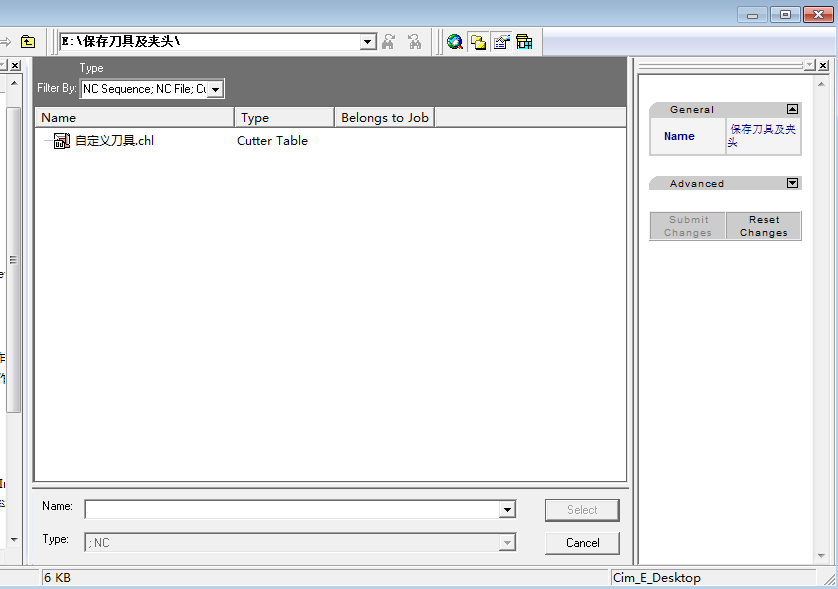 E:\保存刀具及夹头\
Type
Filter By: NC Sequence; NC File; Cu
Name Type Belongs to Job
自定义刀具.chl Cutter Table
General
Name 保存刀具及夹
头
Advanced
Submit Changes
Reset Changes
Name:
Select
Type: ; NC
Cancel
6 KB
Cim_E_Desktop